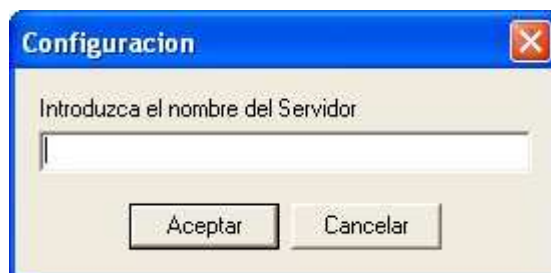 Configuracion
Introduzca el nombre del Servidor
Aceptar
Cancelar